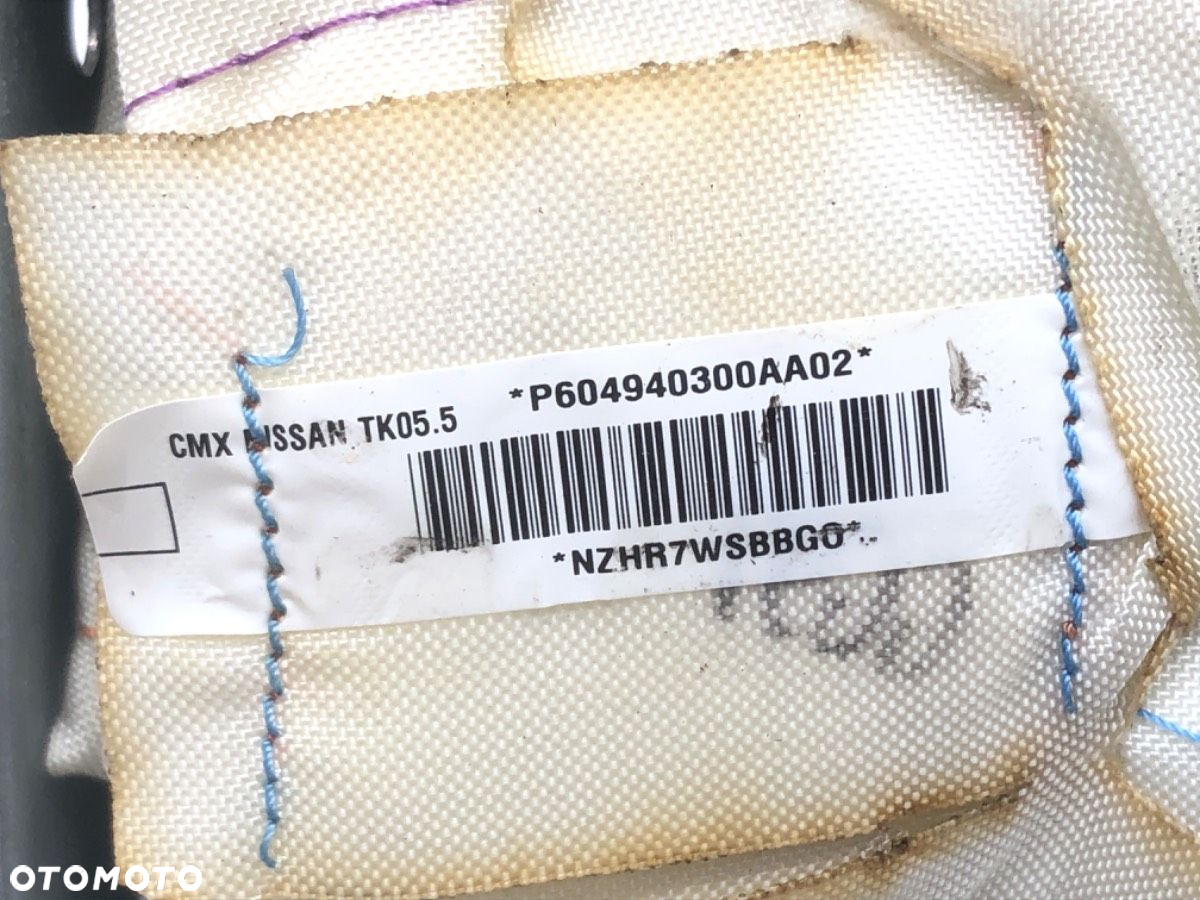 *P604940300AA02*
CMX NISSAN TK05.5
*NZHR7WSBBGO*
OTOMOTO